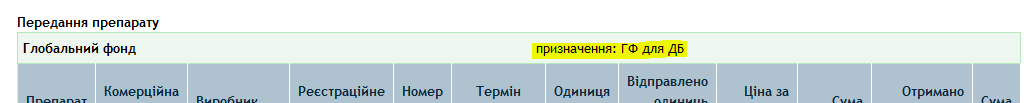 Передання препарату
Глобальний фонд призначення: ГФ для ДБ
Комерційна Реєстраційне Номер Термін Одиниця Відправлено Ціна за Отримано
Препарат Виробник одиниць Сума Сума